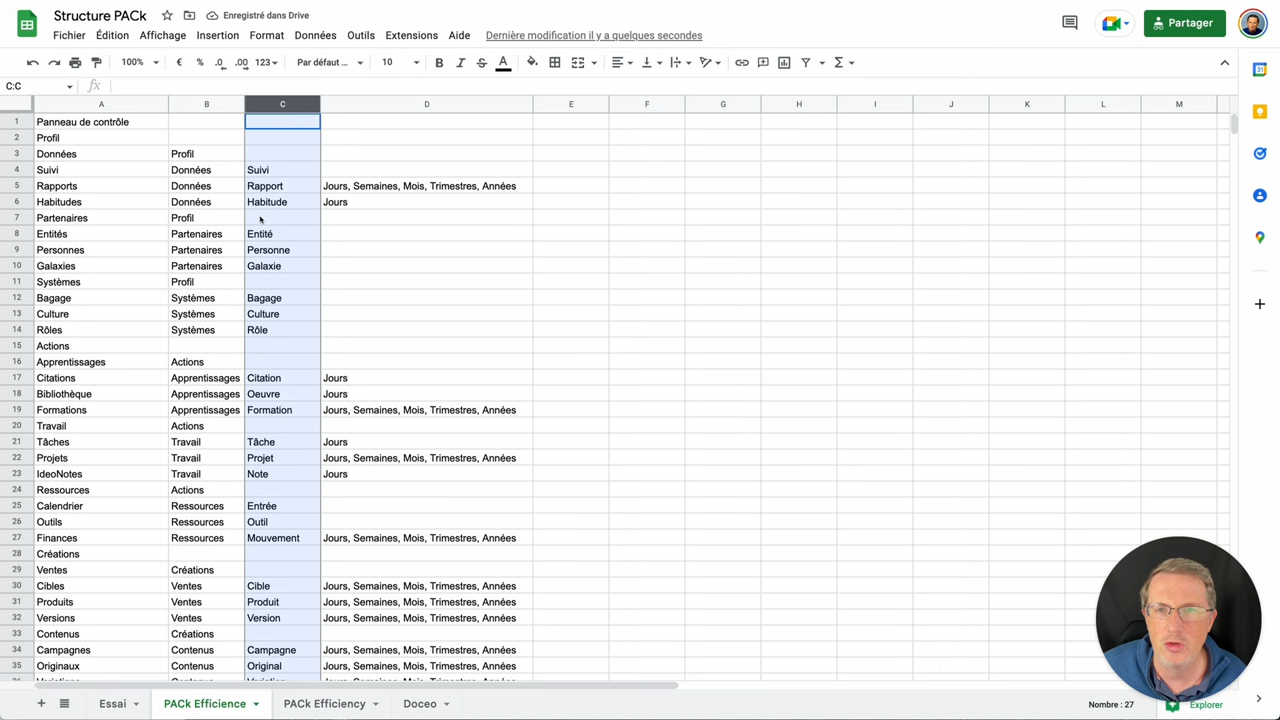 Structure PACk Enregistré dans Drive
Fichier Édition Affichage Insertion Format Données Outils Extensi Aide Dernière modification il y a quelques secondes
Partager
100% € % .0 .00 123 Par défaut ... 10 B I S A
C:C fx
A B C D E F G H I J K L M
1 Panneau de contrôle
2 Profil
3 Données Profil
4 Suivi Données Suivi
5 Rapports Données Rapport Jours, Semaines, Mois, Trimestres, Années
6 Habitudes Données Habitude Jours
7 Partenaires Profil
8 Entités Partenaires Entité
9 Personnes Partenaires Personne
10 Galaxies Partenaires Galaxie
11 Systèmes Profil
12 Bagage Systèmes Bagage
13 Culture Systèmes Culture
14 Rôles Systèmes Rôle
15 Actions
16 Apprentissages Actions
17 Citations Apprentissages Citation Jours
18 Bibliothèque Apprentissages Oeuvre Jours
19 Formations Apprentissages Formation Jours, Semaines, Mois, Trimestres, Années
20 Travail Actions
21 Tâches Travail Tâche Jours
22 Projets Travail Projet Jours, Semaines, Mois, Trimestres, Années
23 IdeoNotes Travail Note Jours
24 Ressources Actions
25 Calendrier Ressources Entrée
26 Outils Ressources Outil
27 Finances Ressources Mouvement Jours, Semaines, Mois, Trimestres, Années
28 Créations
29 Ventes Créations
30 Cibles Ventes Cible Jours, Semaines, Mois, Trimestres, Années
31 Produits Ventes Produit Jours, Semaines, Mois, Trimestres, Années
32 Versions Ventes Version Jours, Semaines, Mois, Trimestres, Années
33 Contenus Créations
34 Campagnes Contenus Campagne Jours, Semaines, Mois, Trimestres, Années
35 Originaux Contenus Original Jours, Semaines, Mois, Trimestres, Années
Essai PACk Efficience PACk Efficiency Doceo Nombre : 27 Explorer